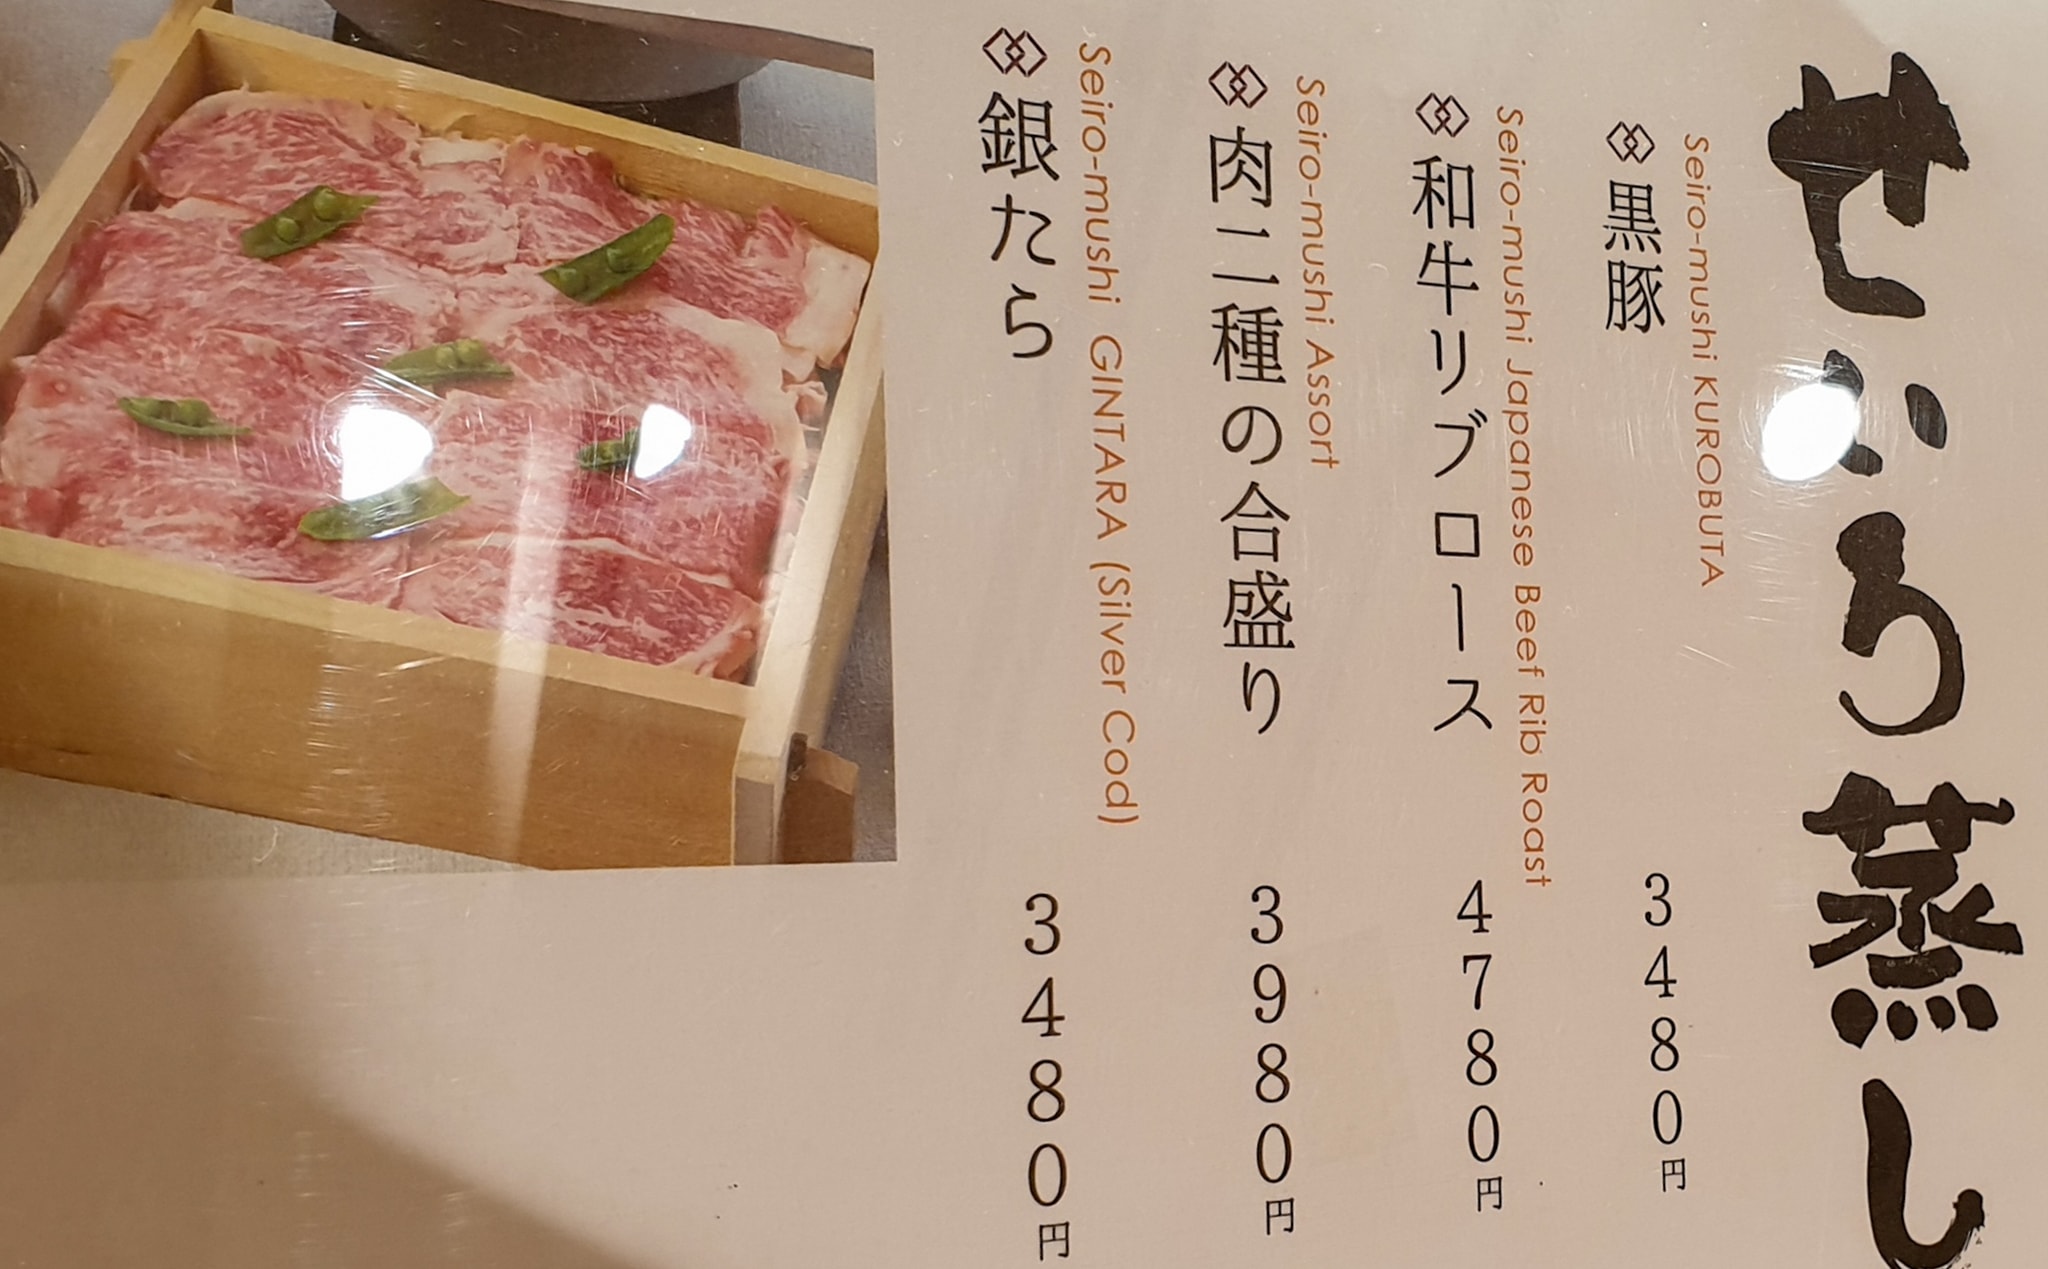 せいろ蒸し
Seiro-mushi KUROBUTA
黒豚 3480円
Seiro-mushi Japanese Beef Rib Roast
和牛リブロース 4780円
Seiro-mushi Assort
肉二種の合盛り 3980円
Seiro-mushi GINTARA (Silver Cod)
銀たら 3480円